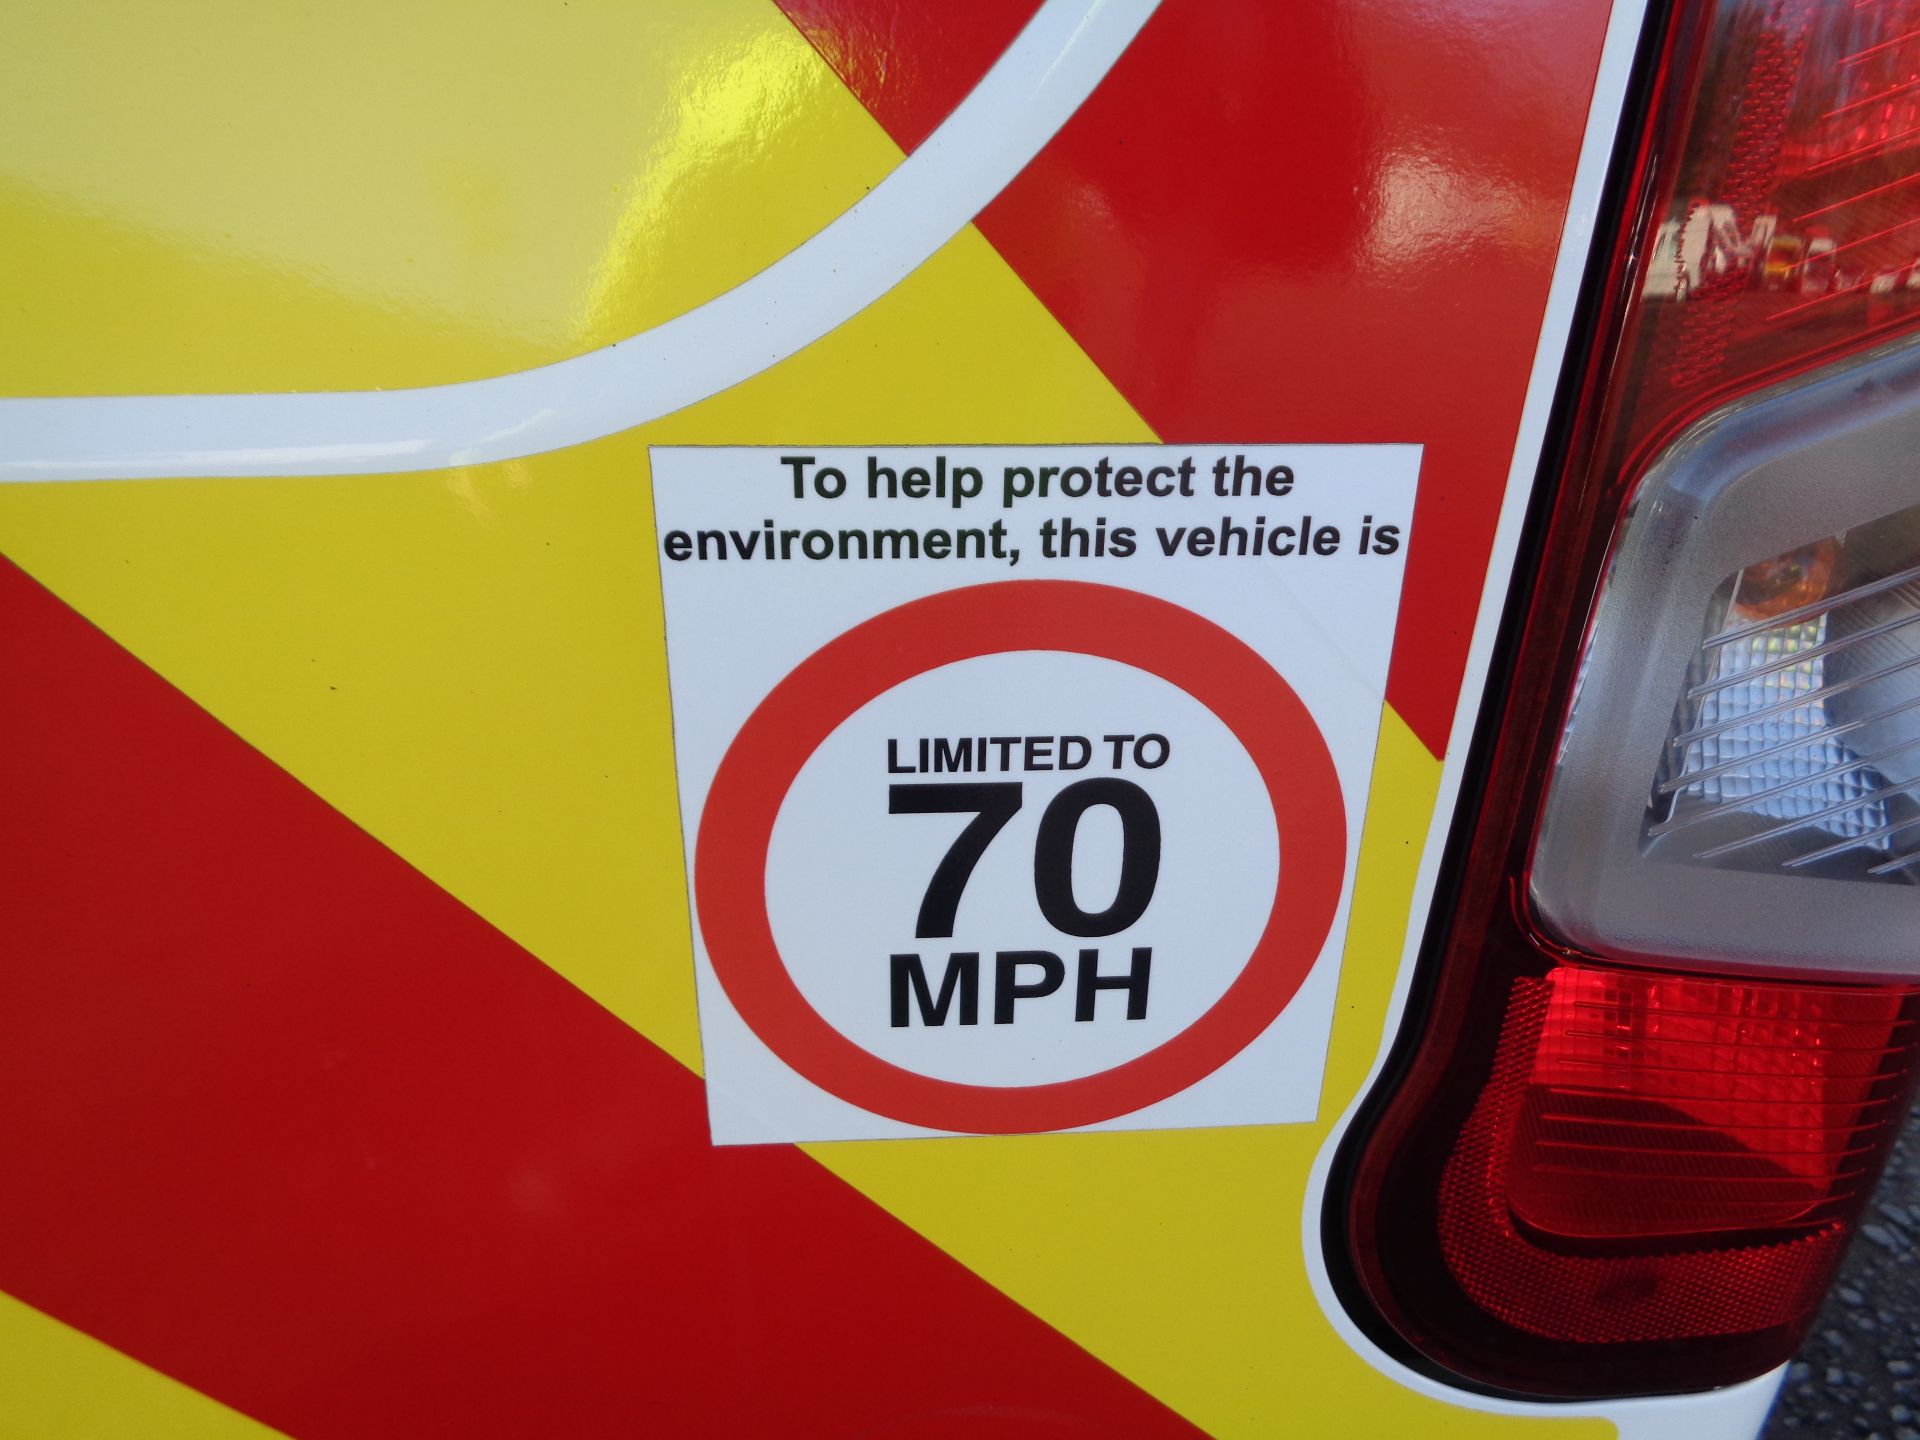 To help protect the
environment, this vehicle is
LIMITED TO
70
MPH